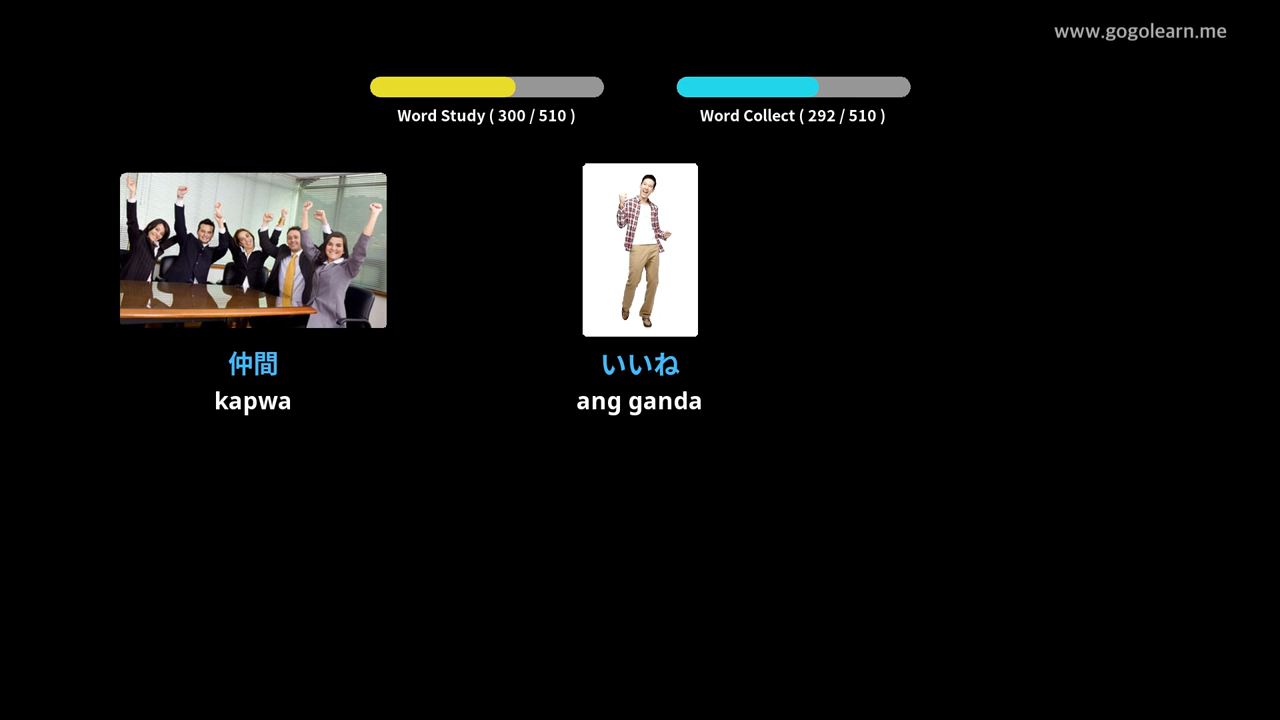 www.gogolearn.me
Word Study ( 300 / 510 )
Word Collect ( 292 / 510 )
仲間
kapwa
いいね
ang ganda